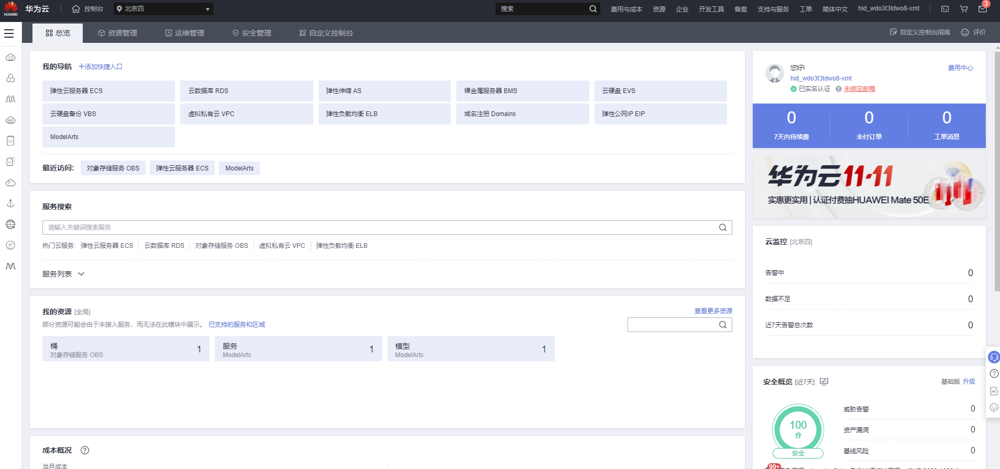 HUAWEI
华为云
控制台
北京四
搜索
费用与成本
资源
企业
开发工具
备案
支持与服务
工单
简体中文
hid_wdo3t3tdwo8-xmt
3
总览
资源管理
运维管理
安全管理
自定义控制台
自定义控制台指南
评价
我的导航
添加快捷入口
弹性云服务器 ECS
云数据库 RDS
弹性伸缩 AS
裸金属服务器 BMS
云硬盘 EVS
云硬盘备份 VBS
虚拟私有云 VPC
弹性负载均衡 ELB
域名注册 Domains
弹性公网IP EIP
ModelArts
最近访问:
对象存储服务 OBS
弹性云服务器 ECS
ModelArts
服务搜索
请输入关键词搜索服务
热门云服务:
弹性云服务器 ECS
云数据库 RDS
对象存储服务 OBS
虚拟私有云 VPC
弹性负载均衡 ELB
服务列表
我的资源 [全局]
查看更多资源
部分资源可能会由于未接入服务，而无法在此模块中展示。 已支持的服务和区域
桶
对象存储服务 OBS
1
服务
ModelArts
1
模型
ModelArts
1
成本概况
当月成本
您好!
费用中心
hid_wdo3t3tdwo8-xmt
已实名认证
未绑定邮箱
0
7天内待续费
0
未付订单
0
工单消息
华为云11·11
实惠更实用 | 认证付费抽HUAWEI Mate 50E
云监控 [北京四]
告警中
0
数据不足
0
近7天告警总次数
0
安全概览 [近7天]
基础版 升级
100
分
安全
威胁告警
0
资产漏洞
0
基线风险
0
99+